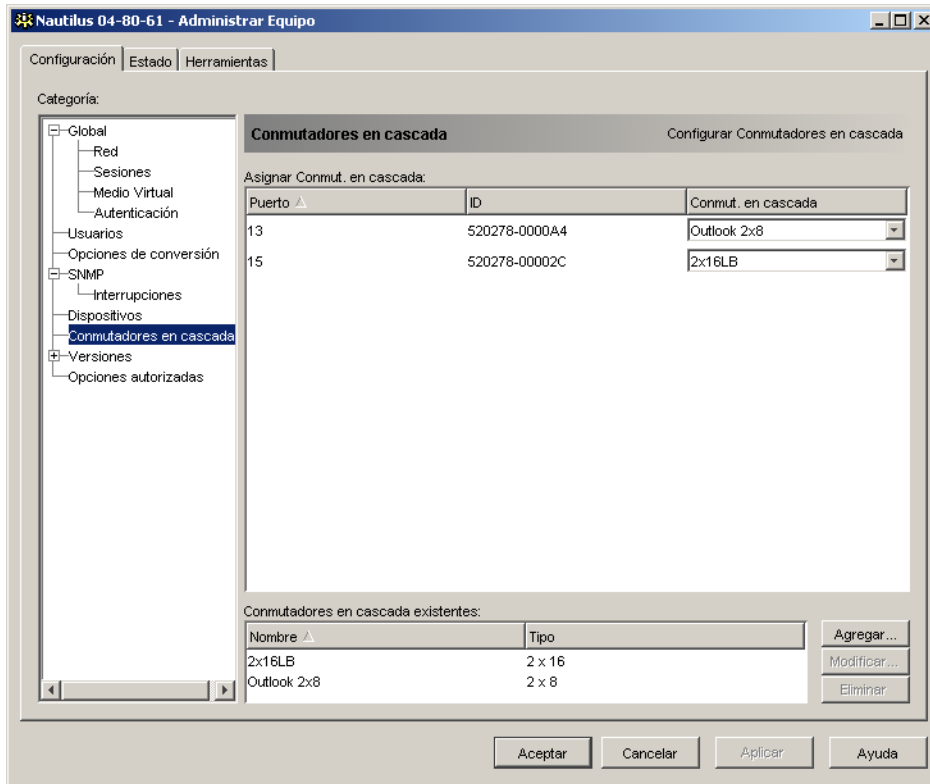 Nautilus 04-80-61 - Administrar Equipo
Configuración Estado Herramientas
Categoría:
Global
Red
Sesiones
Medio Virtual
Autenticación
Usuarios
Opciones de conversión
SNMP
Interrupciones
Dispositivos
Conmutadores en cascada
Versiones
Opciones autorizadas
Conmutadores en cascada Configurar Conmutadores en cascada
Asignar Conmut. en cascada:
Puerto ID Conmut. en cascada
13 520278-0000A4 Outlook 2x8
15 520278-00002C 2x16LB
Conmutadores en cascada existentes:
Nombre Tipo
2x16LB 2 x 16
Outlook 2x8 2 x 8
Agregar...
Modificar...
Eliminar
Aceptar Cancelar Aplicar Ayuda